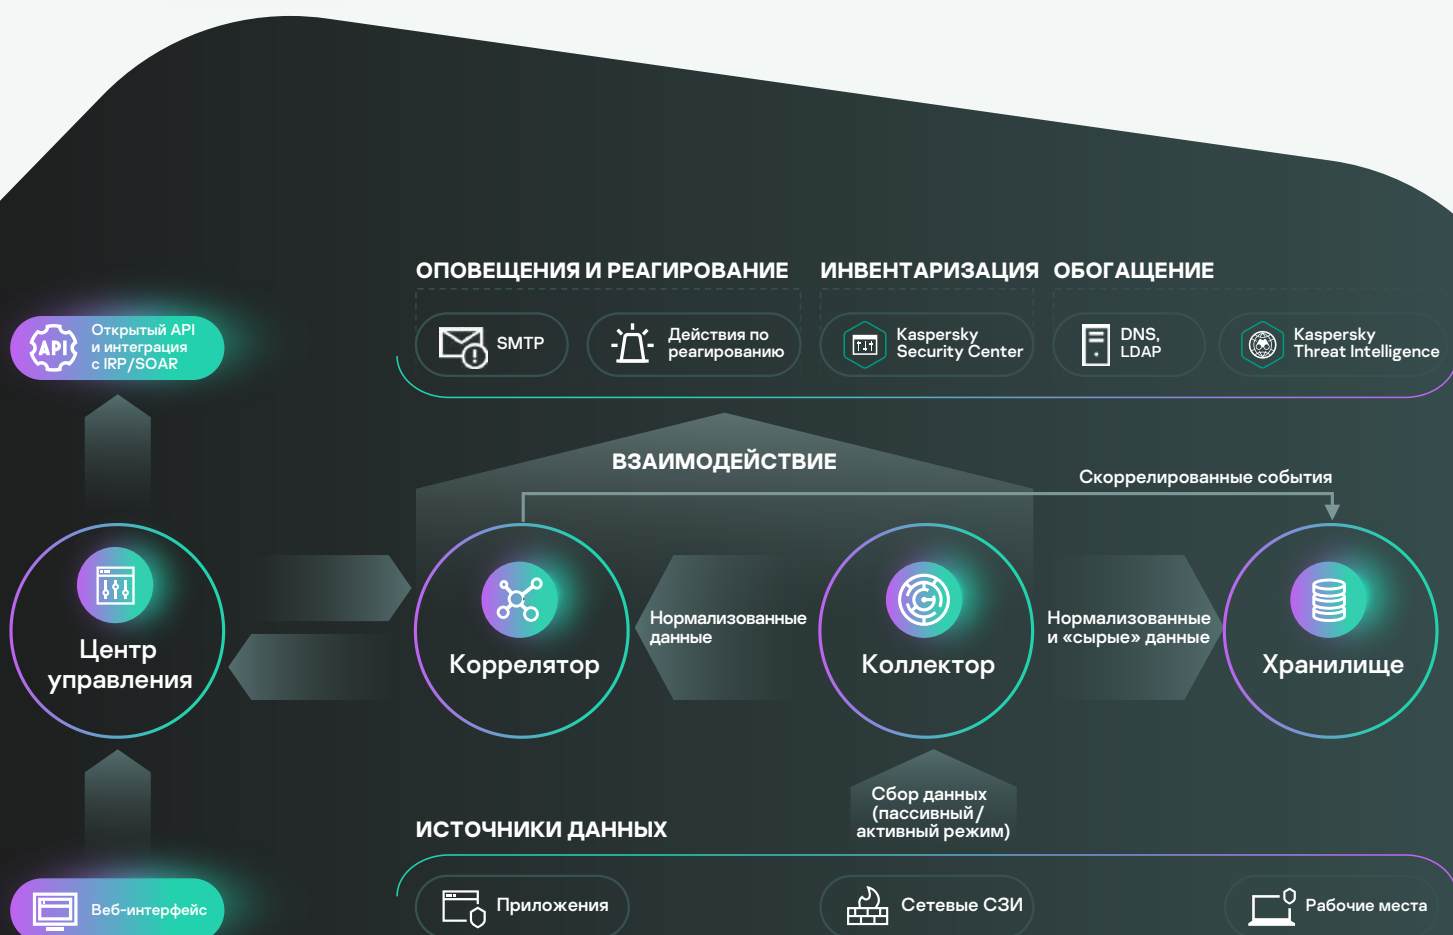 ОПОВЕЩЕНИЯ И РЕАГИРОВАНИЕ
ИНВЕНТАРИЗАЦИЯ
ОБОГАЩЕНИЕ
API
Открытый API
и интеграция
с IRP/SOAR
SMTP
Действия по
реагированию
Kaspersky
Security Center
DNS,
LDAP
Kaspersky
Threat Intelligence
ВЗАИМОДЕЙСТВИЕ
Скоррелированные события
Центр
управления
Коррелятор
Нормализованные
данные
Коллектор
Нормализованные
и «сырые» данные
Хранилище
Сбор данных
(пассивный/
активный режим)
ИСТОЧНИКИ ДАННЫХ
Веб-интерфейс
Приложения
Сетевые СЗИ
Рабочие места